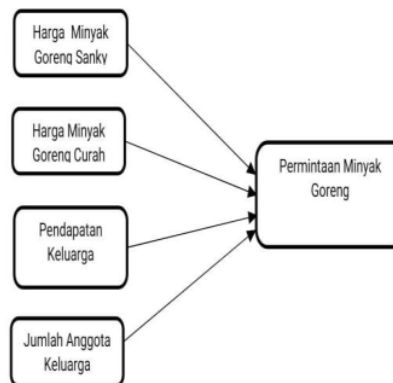 Harga Minyak
Goreng Sanky
Harga Minyak
Goreng Curah
Permintaan Minyak
Goreng
Pendapatan
Keluarga
Jumlah Anggota
Keluarga